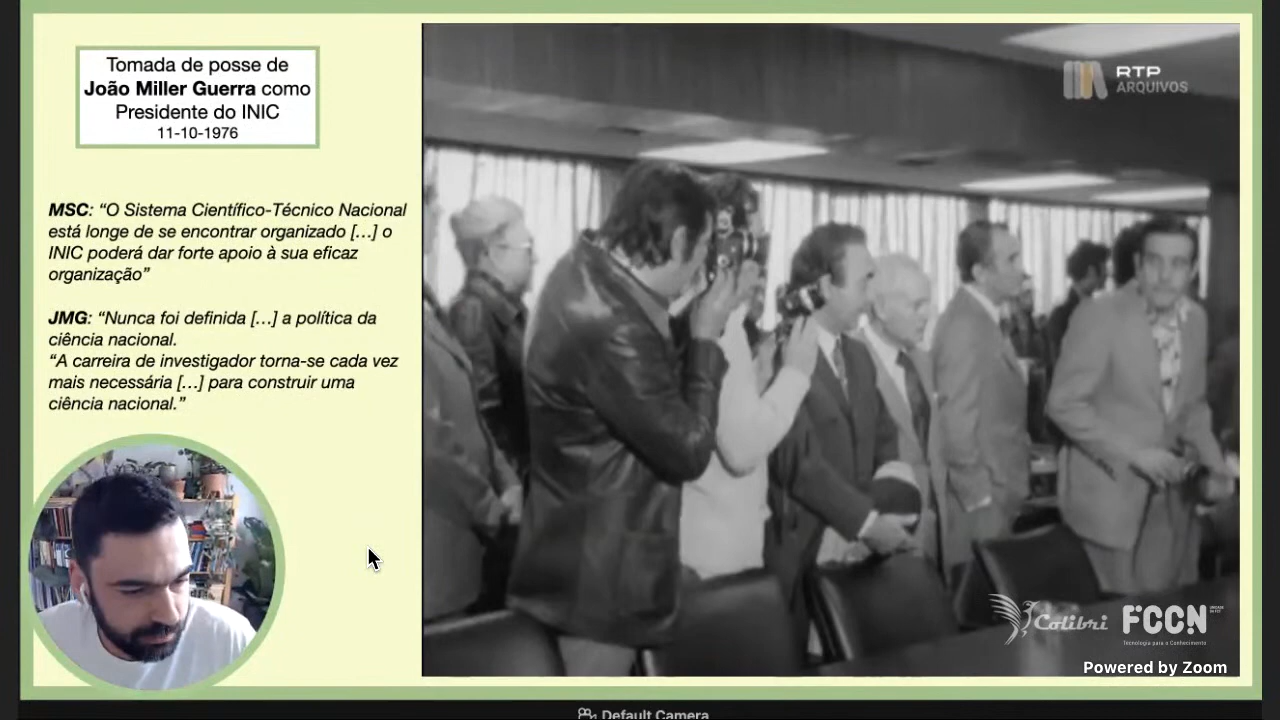 Tomada de posse de
João Miller Guerra como
Presidente do INIC
11-10-1976
MSC: “O Sistema Científico-Técnico Nacional
está longe de se encontrar organizado […] o
INIC poderá dar forte apoio à sua eficaz
organização”
JMG: “Nunca foi definida […] a política da
ciência nacional.
“A carreira de investigador torna-se cada vez
mais necessária […] para construir uma
ciência nacional.”
RTP
ARQUIVOS
Colibri
FCCN
Tecnologia para o Conhecimento
Powered by Zoom
Default Camera